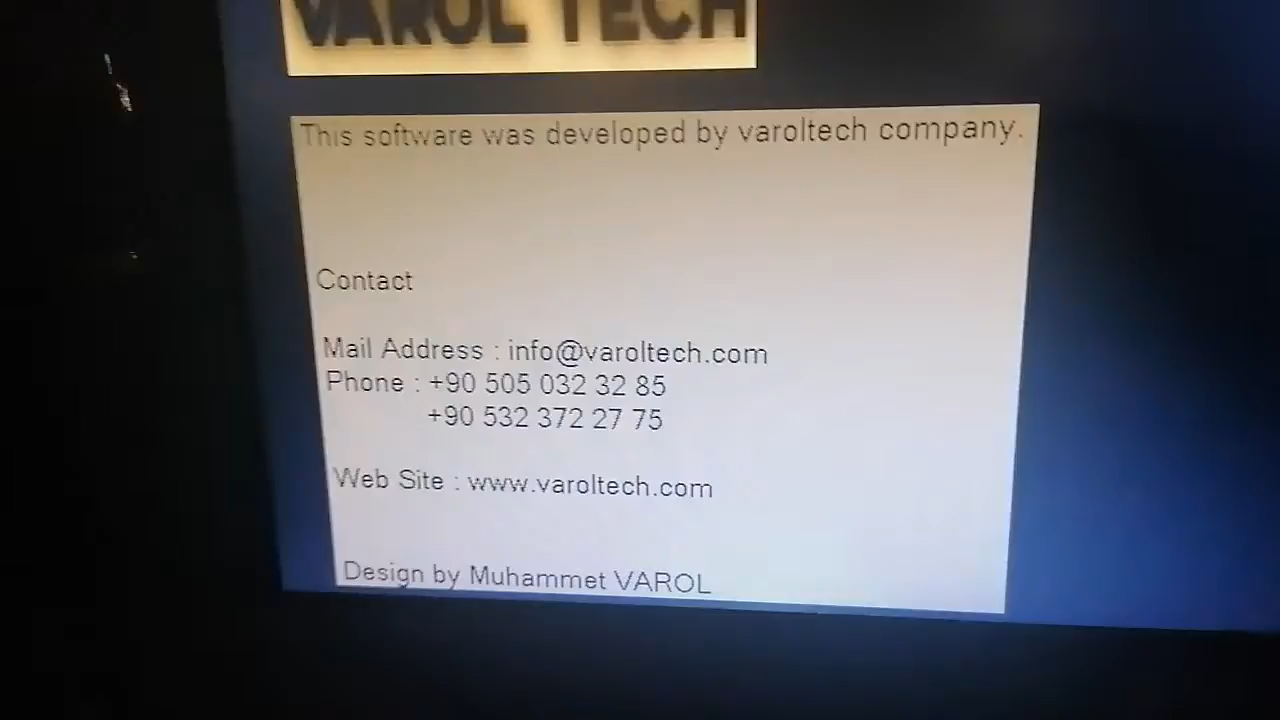 VAROL TECH
This software was developed by varoltech company.
Contact
Mail Address : info@varoltech.com
Phone : +90 505 032 32 85
+90 532 372 27 75
Web Site : www.varoltech.com
Design by Muhammet VAROL